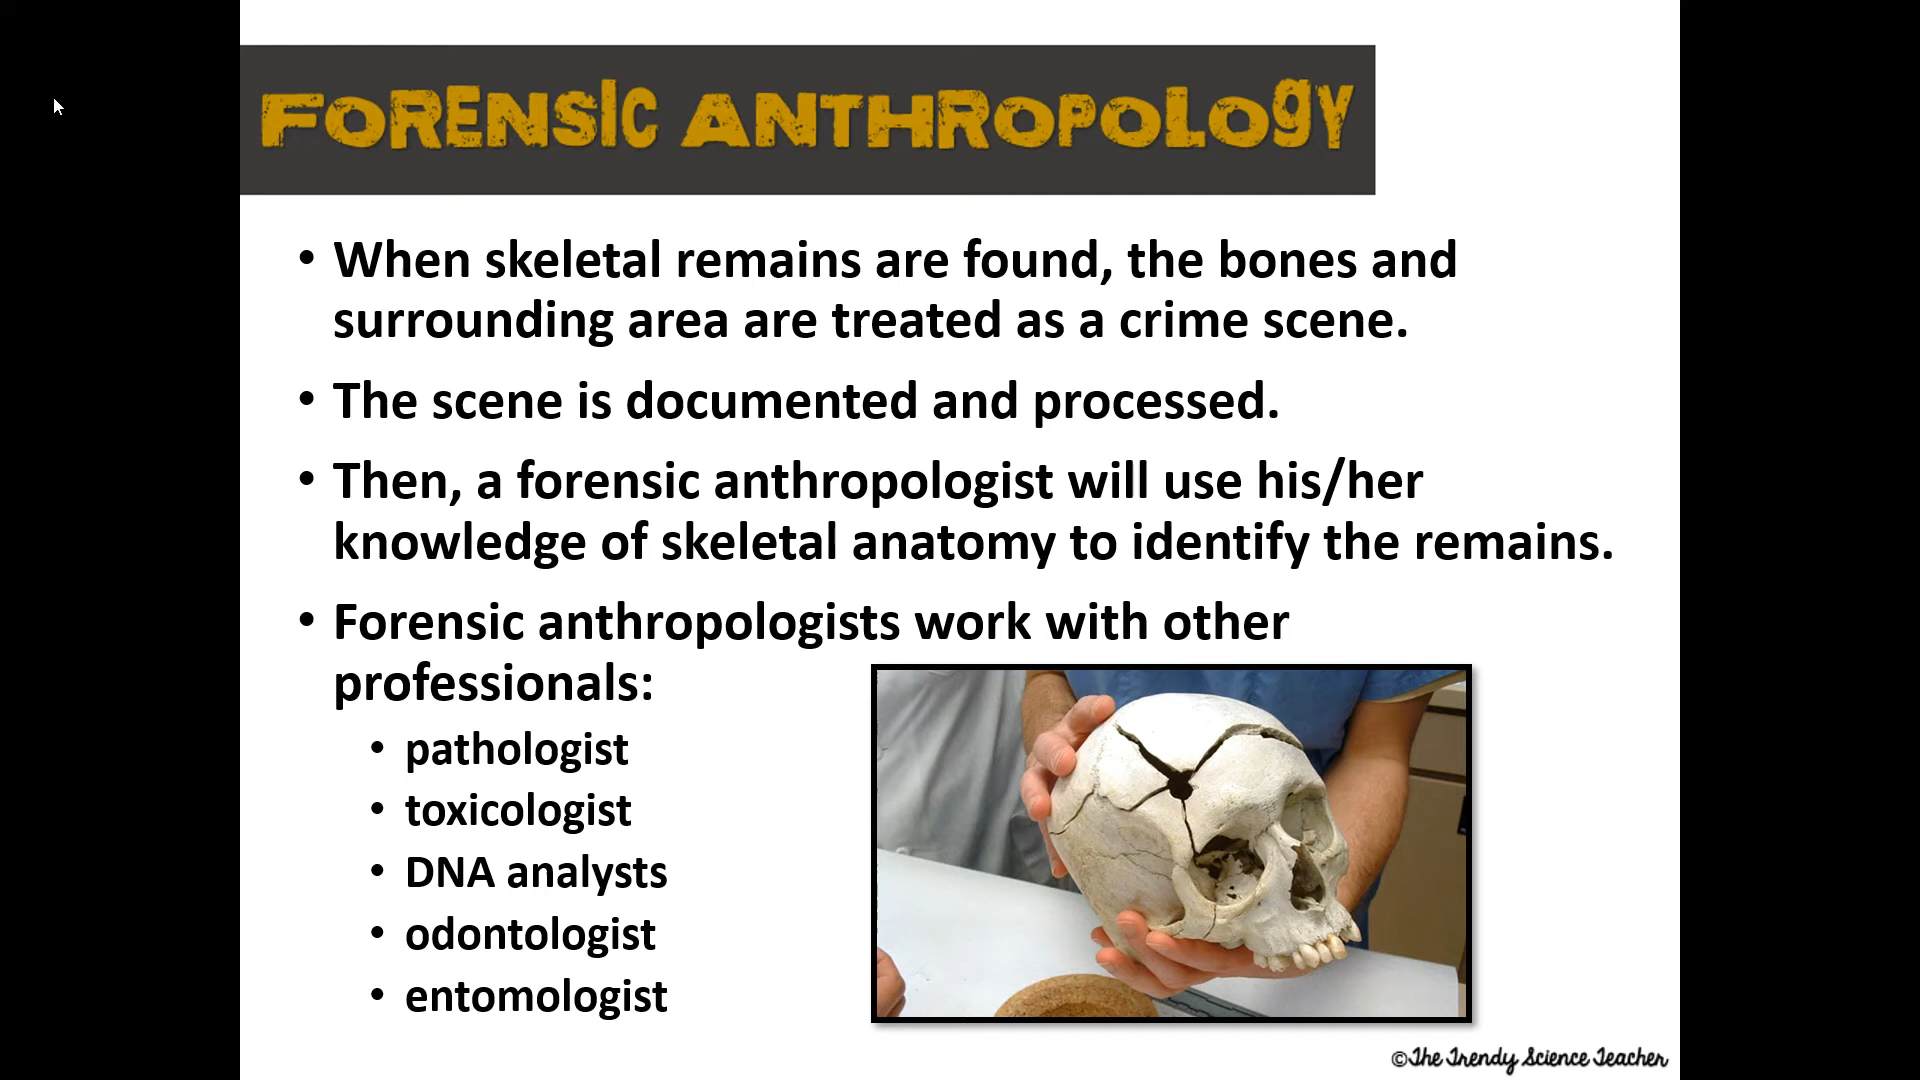 FORENSIC ANTHROPOLOGY
• When skeletal remains are found, the bones and
surrounding area are treated as a crime scene.
• The scene is documented and processed.
• Then, a forensic anthropologist will use his/her
knowledge of skeletal anatomy to identify the remains.
• Forensic anthropologists work with other
professionals:
• pathologist
• toxicologist
• DNA analysts
• odontologist
• entomologist
©The Trendy Science Teacher